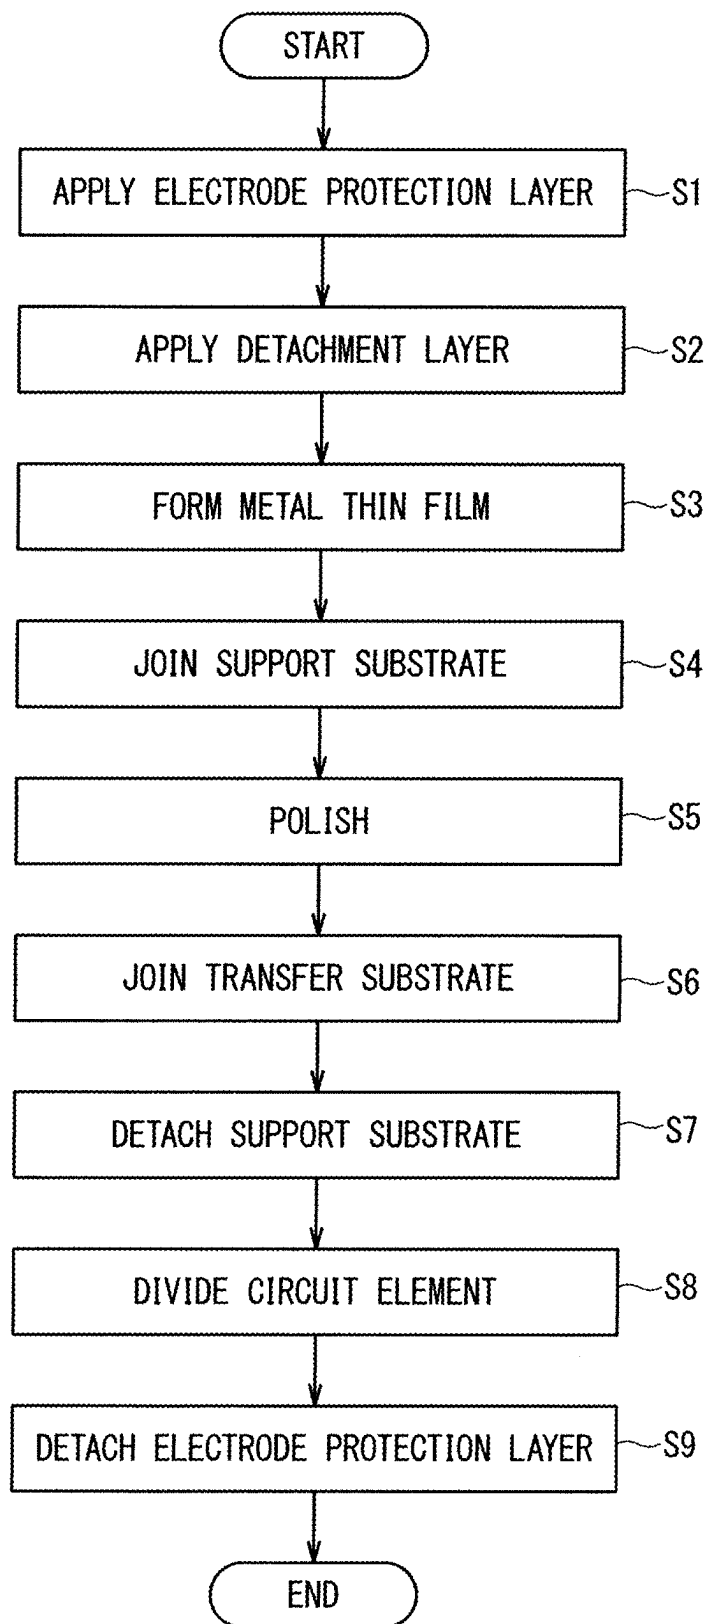 START
APPLY ELECTRODE PROTECTION LAYER S1
APPLY DETACHMENT LAYER S2
FORM METAL THIN FILM S3
JOIN SUPPORT SUBSTRATE S4
POLISH S5
JOIN TRANSFER SUBSTRATE S6
DETACH SUPPORT SUBSTRATE S7
DIVIDE CIRCUIT ELEMENT S8
DETACH ELECTRODE PROTECTION LAYER S9
END